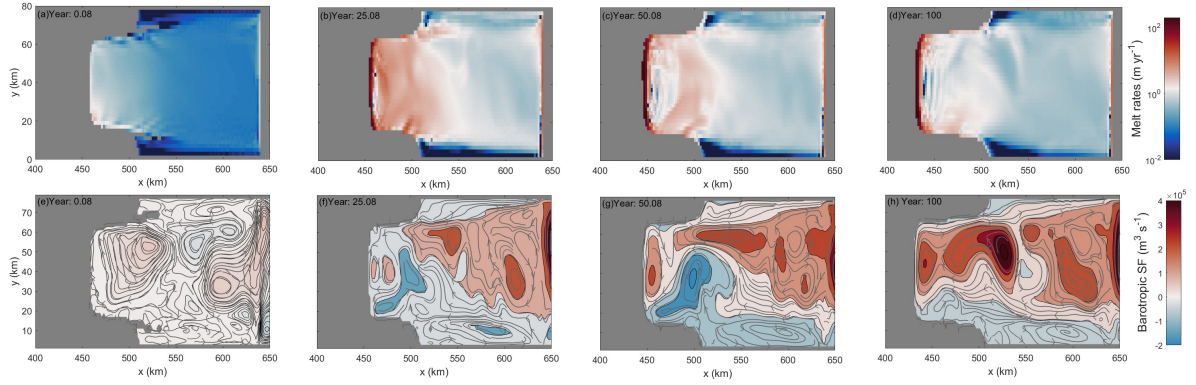 (a)Year: 0.08
(b)Year: 25.08
(c)Year: 50.08
(d)Year: 100
80
60
40
20
0
y (km)
400 450 500 550 600 650
400 450 500 550 600 650
400 450 500 550 600 650
400 450 500 550 600 650
x (km)
x (km)
x (km)
x (km)
10^2
10^0
10^-2
Melt rates (m yr^-1)
(e)Year: 0.08
(f)Year: 25.08
(g)Year: 50.08
(h)Year: 100
70
60
50
40
30
20
10
y (km)
400 450 500 550 600 650
400 450 500 550 600 650
400 450 500 550 600 650
400 450 500 550 600 650
x (km)
x (km)
x (km)
x (km)
×10^5
4
3
2
1
0
-1
-2
Barotropic SF (m^3 s^-1)